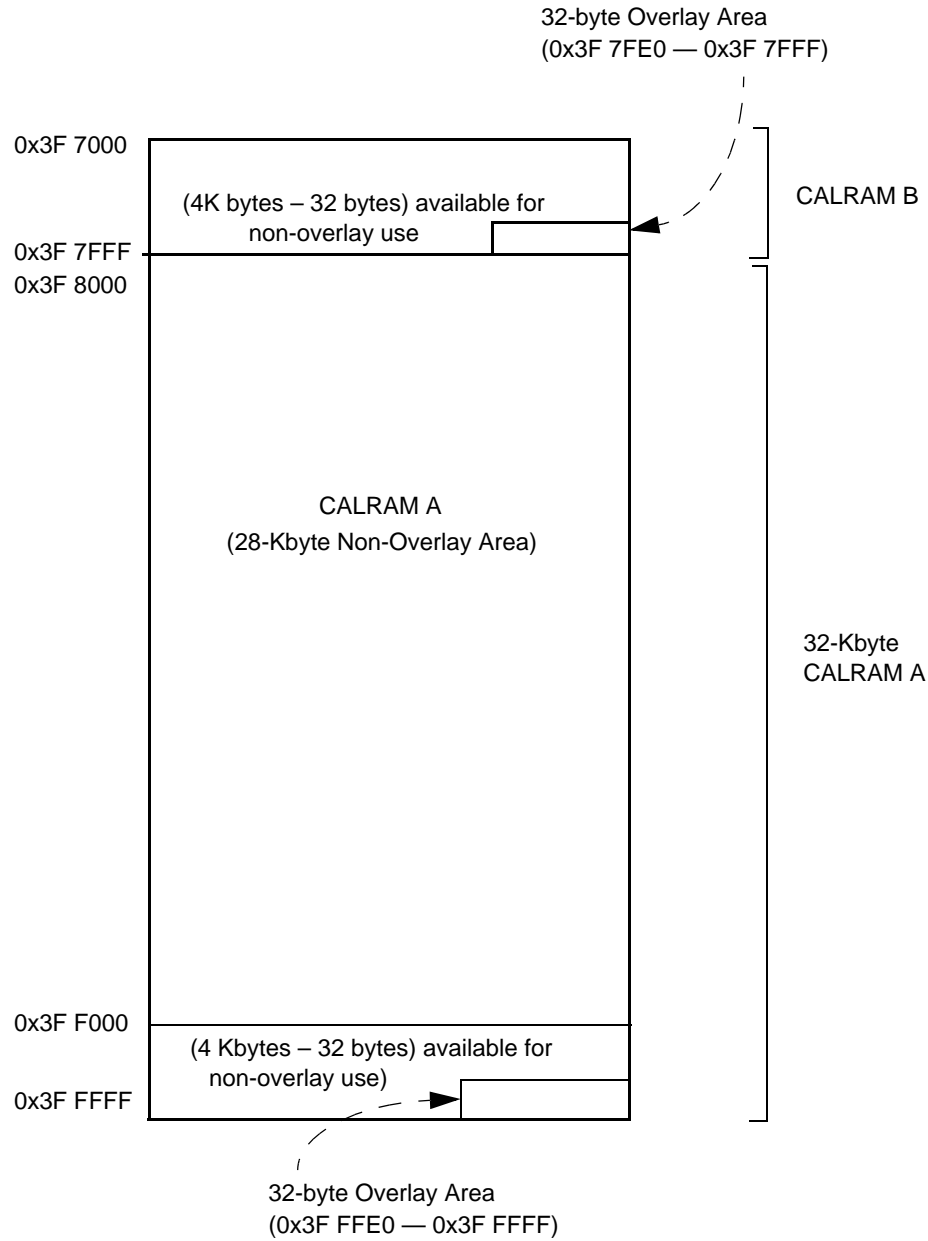 32-byte Overlay Area
(0x3F 7FE0 — 0x3F 7FFF)
0x3F 7000
(4K bytes – 32 bytes) available for
non-overlay use
CALRAM B
0x3F 7FFF
0x3F 8000
CALRAM A
(28-Kbyte Non-Overlay Area)
32-Kbyte
CALRAM A
0x3F F000
(4 Kbytes – 32 bytes) available for
non-overlay use)
0x3F FFFF
32-byte Overlay Area
(0x3F FFE0 — 0x3F FFFF)